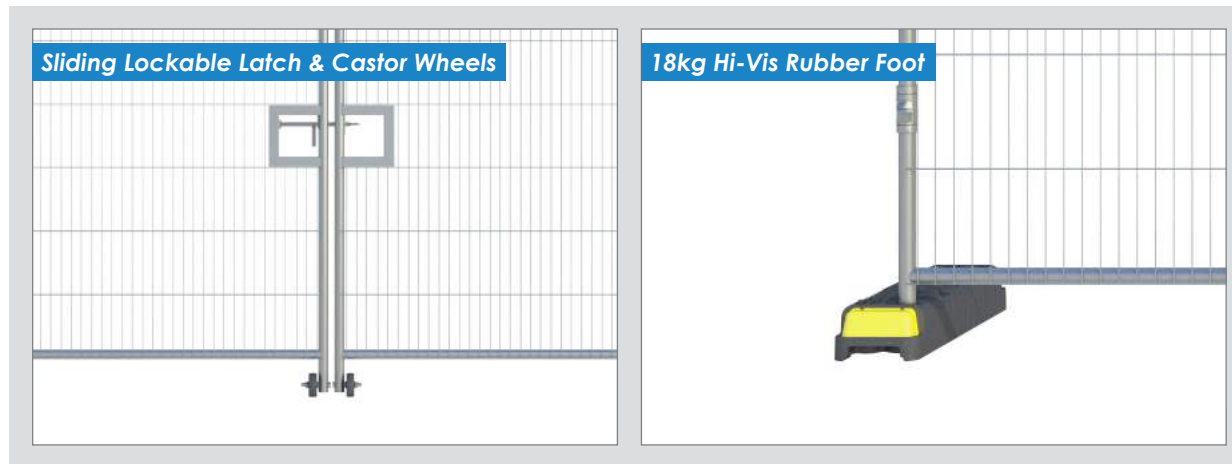 Sliding Lockable Latch & Castor Wheels
18kg Hi-Vis Rubber Foot